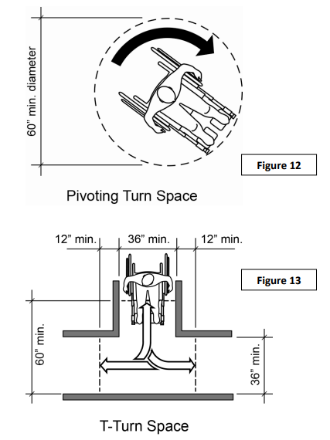 60" min. diameter
Figure 12
Pivoting Turn Space
12" min.
36" min.
12" min.
Figure 13
60" min.
36" min.
T-Turn Space